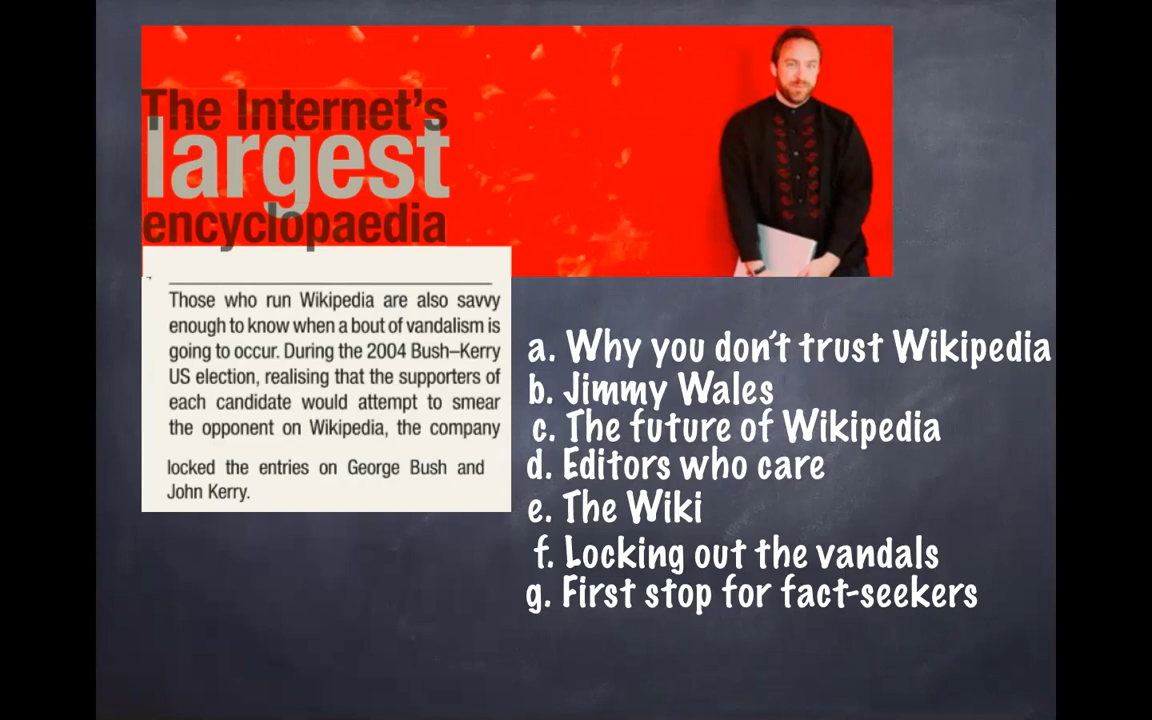 The Internet's
largest
encyclopaedia
Those who run Wikipedia are also savvy
enough to know when a bout of vandalism is
going to occur. During the 2004 Bush–Kerry
US election, realising that the supporters of
each candidate would attempt to smear
the opponent on Wikipedia, the company
locked the entries on George Bush and
John Kerry.
a. Why you don't trust Wikipedia
b. Jimmy Wales
c. The future of Wikipedia
d. Editors who care
e. The Wiki
f. Locking out the vandals
g. First stop for fact-seekers